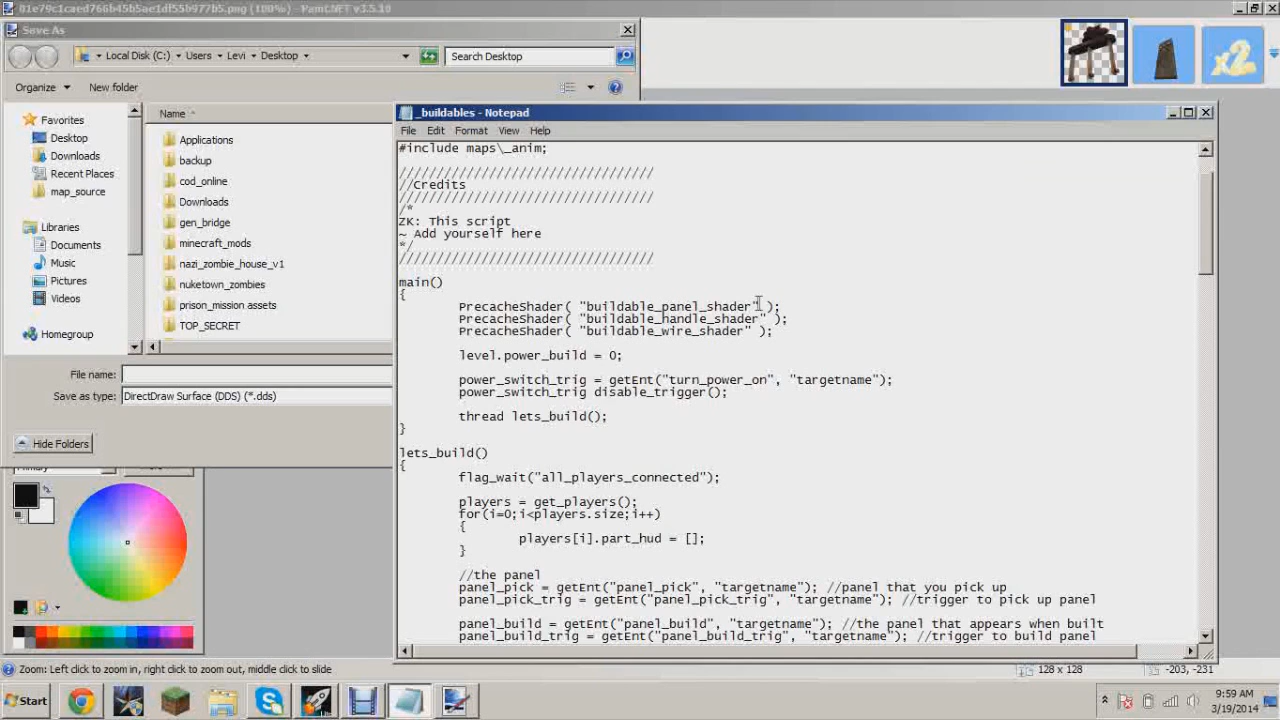 01e79c1caed766b45b5ae1df55b977b5.png (100%) - Paint.NET v3.5.10
Save As
Local Disk (C:) Users Levi Desktop
Search Desktop
Organize
New folder
Favorites
Desktop
Downloads
Recent Places
map_source
Libraries
Documents
Music
Pictures
Videos
Homegroup
Name
Applications
backup
cod_online
Downloads
gen_bridge
minecraft_mods
nazi_zombie_house_v1
nuketown_zombies
prison_mission assets
TOP_SECRET
File name:
Save as type: DirectDraw Surface (DDS) (*.dds)
Hide Folders
x2
_buildables - Notepad
File Edit Format View Help
#include maps\_anim;
//////////////////////////////////
//Credits
//////////////////////////////////
/*
ZK: This script
~ Add yourself here
*/
//////////////////////////////////
main()
{
PrecacheShader( "buildable_panel_shader" );
PrecacheShader( "buildable_handle_shader" );
PrecacheShader( "buildable_wire_shader" );
level.power_build = 0;
power_switch_trig = getEnt("turn_power_on", "targetname");
power_switch_trig disable_trigger();
thread lets_build();
}
lets_build()
{
flag_wait("all_players_connected");
players = get_players();
for(i=0;i<players.size;i++)
{
players[i].part_hud = [];
}
//the panel
panel_pick = getEnt("panel_pick", "targetname"); //panel that you pick up
panel_pick_trig = getEnt("panel_pick_trig", "targetname"); //trigger to pick up panel
panel_build = getEnt("panel_build", "targetname"); //the panel that appears when built
panel_build_trig = getEnt("panel_build_trig", "targetname"); //trigger to build panel
Zoom: Left click to zoom in, right click to zoom out, middle click to slide
128 x 128
-203, -231
Start
9:59 AM
3/19/2014